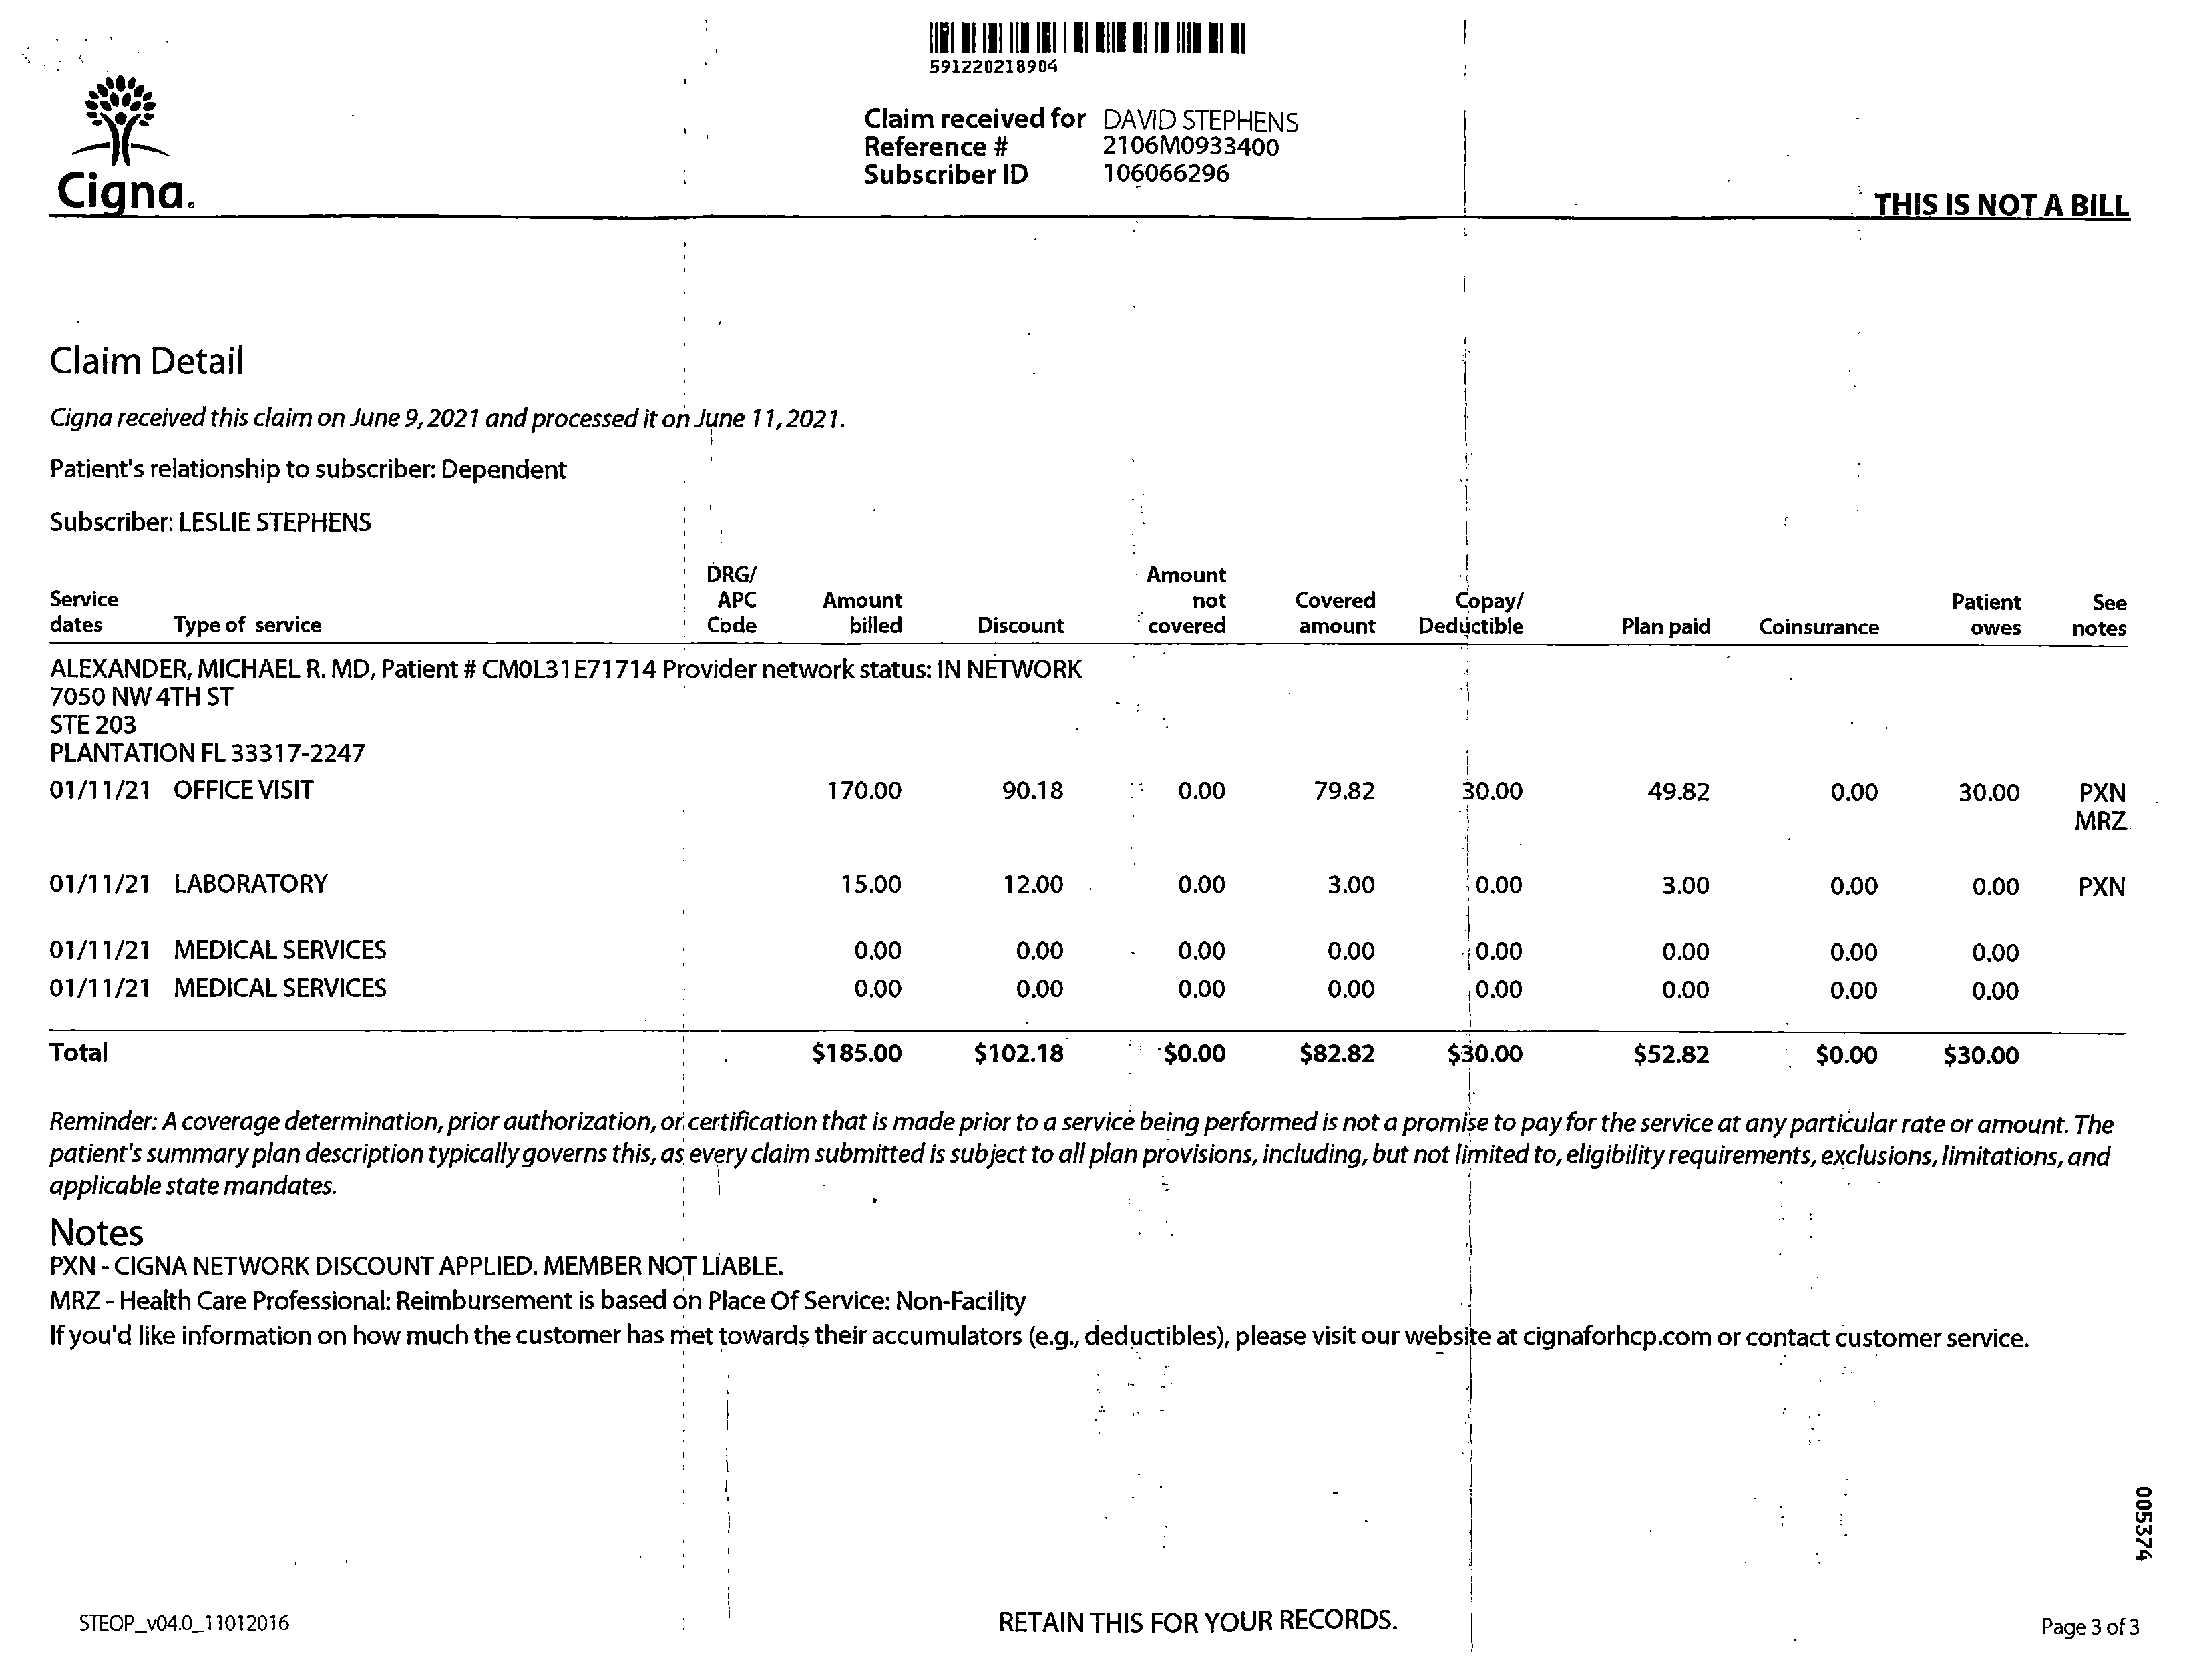 591220218904
Claim received for DAVID STEPHENS
Reference # 2106M0933400
Subscriber ID 106066296
Cigna.
THIS IS NOT A BILL
Claim Detail
Cigna received this claim on June 9, 2021 and processed it on June 11, 2021.
Patient's relationship to subscriber: Dependent
Subscriber: LESLIE STEPHENS
DRG/ Amount
Service APC Amount not Covered Copay/ Patient See
dates Type of service Code billed Discount covered amount Deductible Plan paid Coinsurance owes notes
ALEXANDER, MICHAEL R. MD, Patient # CM0L31E71714 Provider network status: IN NETWORK
7050 NW 4TH ST
STE 203
PLANTATION FL 33317-2247
01/11/21 OFFICE VISIT 170.00 90.18 0.00 79.82 30.00 49.82 0.00 30.00 PXN
MRZ
01/11/21 LABORATORY 15.00 12.00 0.00 3.00 0.00 3.00 0.00 0.00 PXN
01/11/21 MEDICAL SERVICES 0.00 0.00 0.00 0.00 0.00 0.00 0.00 0.00
01/11/21 MEDICAL SERVICES 0.00 0.00 0.00 0.00 0.00 0.00 0.00 0.00
Total $185.00 $102.18 $0.00 $82.82 $30.00 $52.82 $0.00 $30.00
Reminder: A coverage determination, prior authorization, or certification that is made prior to a service being performed is not a promise to pay for the service at any particular rate or amount. The
patient's summary plan description typically governs this, as every claim submitted is subject to all plan provisions, including, but not limited to, eligibility requirements, exclusions, limitations, and
applicable state mandates.
Notes
PXN - CIGNA NETWORK DISCOUNT APPLIED. MEMBER NOT LIABLE.
MRZ - Health Care Professional: Reimbursement is based on Place Of Service: Non-Facility
If you'd like information on how much the customer has met towards their accumulators (e.g., deductibles), please visit our website at cignaforhcp.com or contact customer service.
005374
STEOP_v04.0_11012016
RETAIN THIS FOR YOUR RECORDS.
Page 3 of 3